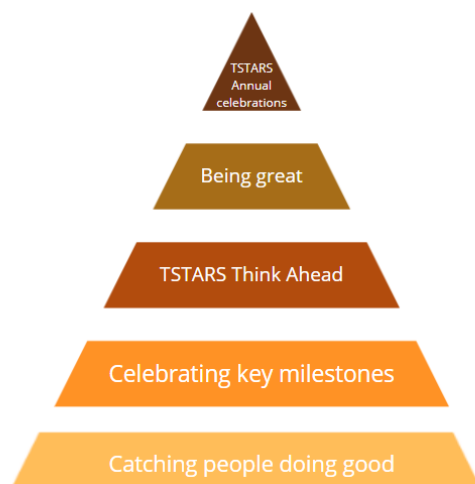 TSTARS
Annual
celebrations
Being great
TSTARS Think Ahead
Celebrating key milestones
Catching people doing good